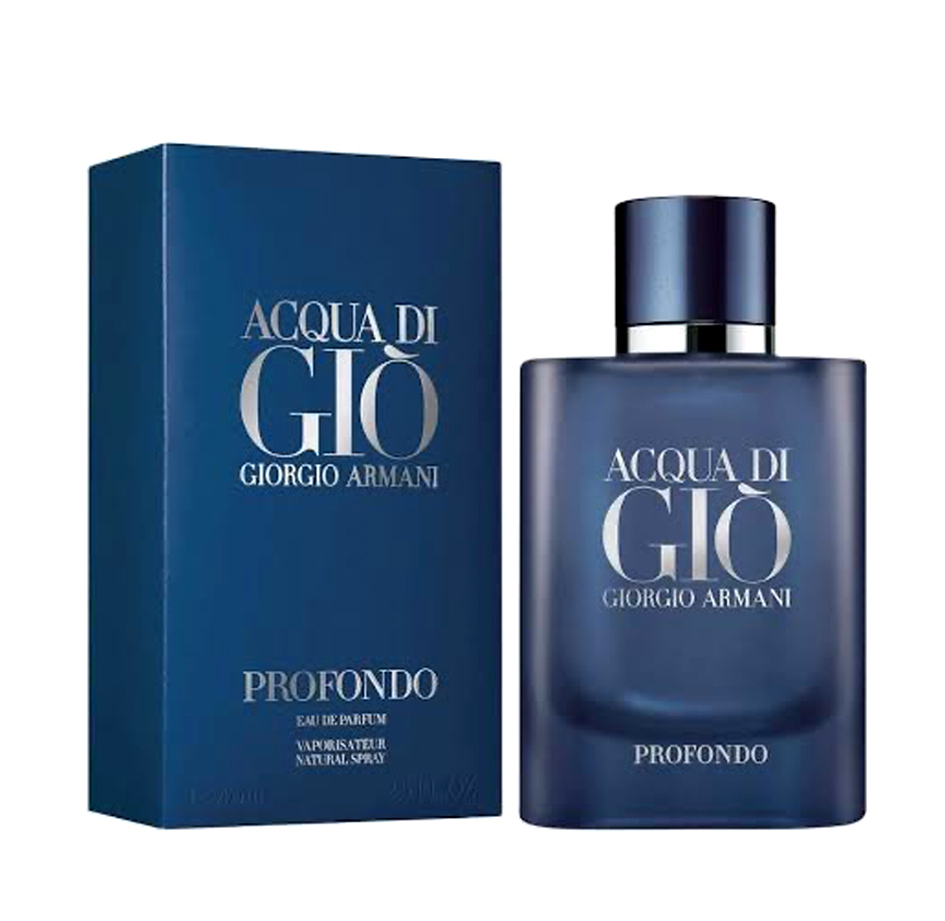 ACQUA DI
GIÒ
GIORGIO ARMANI
PROFONDO
EAU DE PARFUM
VAPORISATEUR
NATURAL SPRAY
ACQUA DI
GIÒ
GIORGIO ARMANI
PROFONDO